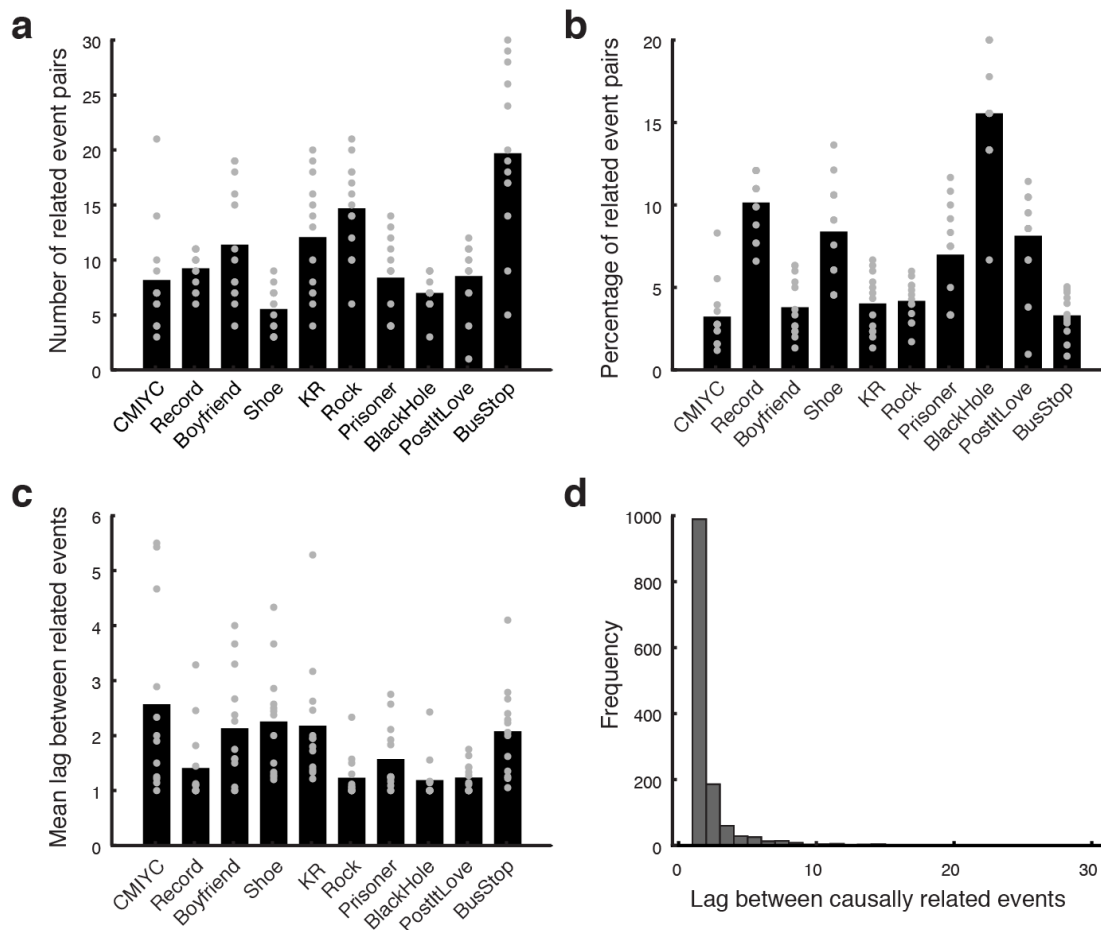 a
Number of related event pairs
30
25
20
15
10
5
0
CMIYC
Record
Boyfriend
Shoe
KR
Rock
Prisoner
BlackHole
PostItLove
BusStop
b
Percentage of related event pairs
20
15
10
5
0
CMIYC
Record
Boyfriend
Shoe
KR
Rock
Prisoner
BlackHole
PostItLove
BusStop
c
Mean lag between related events
6
5
4
3
2
1
0
CMIYC
Record
Boyfriend
Shoe
KR
Rock
Prisoner
BlackHole
PostItLove
BusStop
d
Frequency
1000
800
600
400
200
0
0
10
20
30
Lag between causally related events